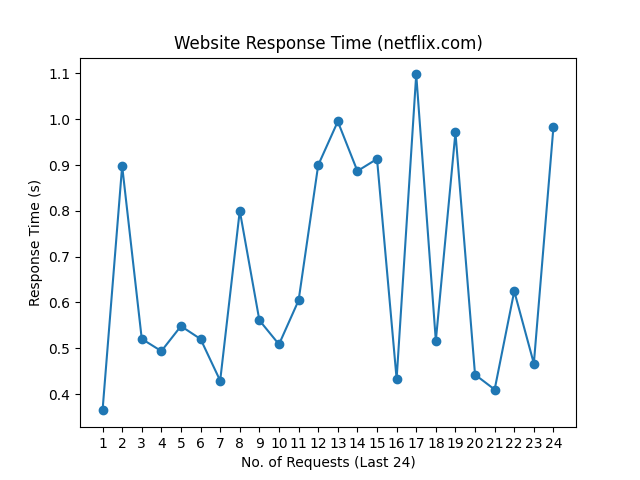 Website Response Time (netflix.com)
1.1
1.0
0.9
0.8
0.7
0.6
0.5
0.4
Response Time (s)
1 2 3 4 5 6 7 8 9 10 11 12 13 14 15 16 17 18 19 20 21 22 23 24
No. of Requests (Last 24)